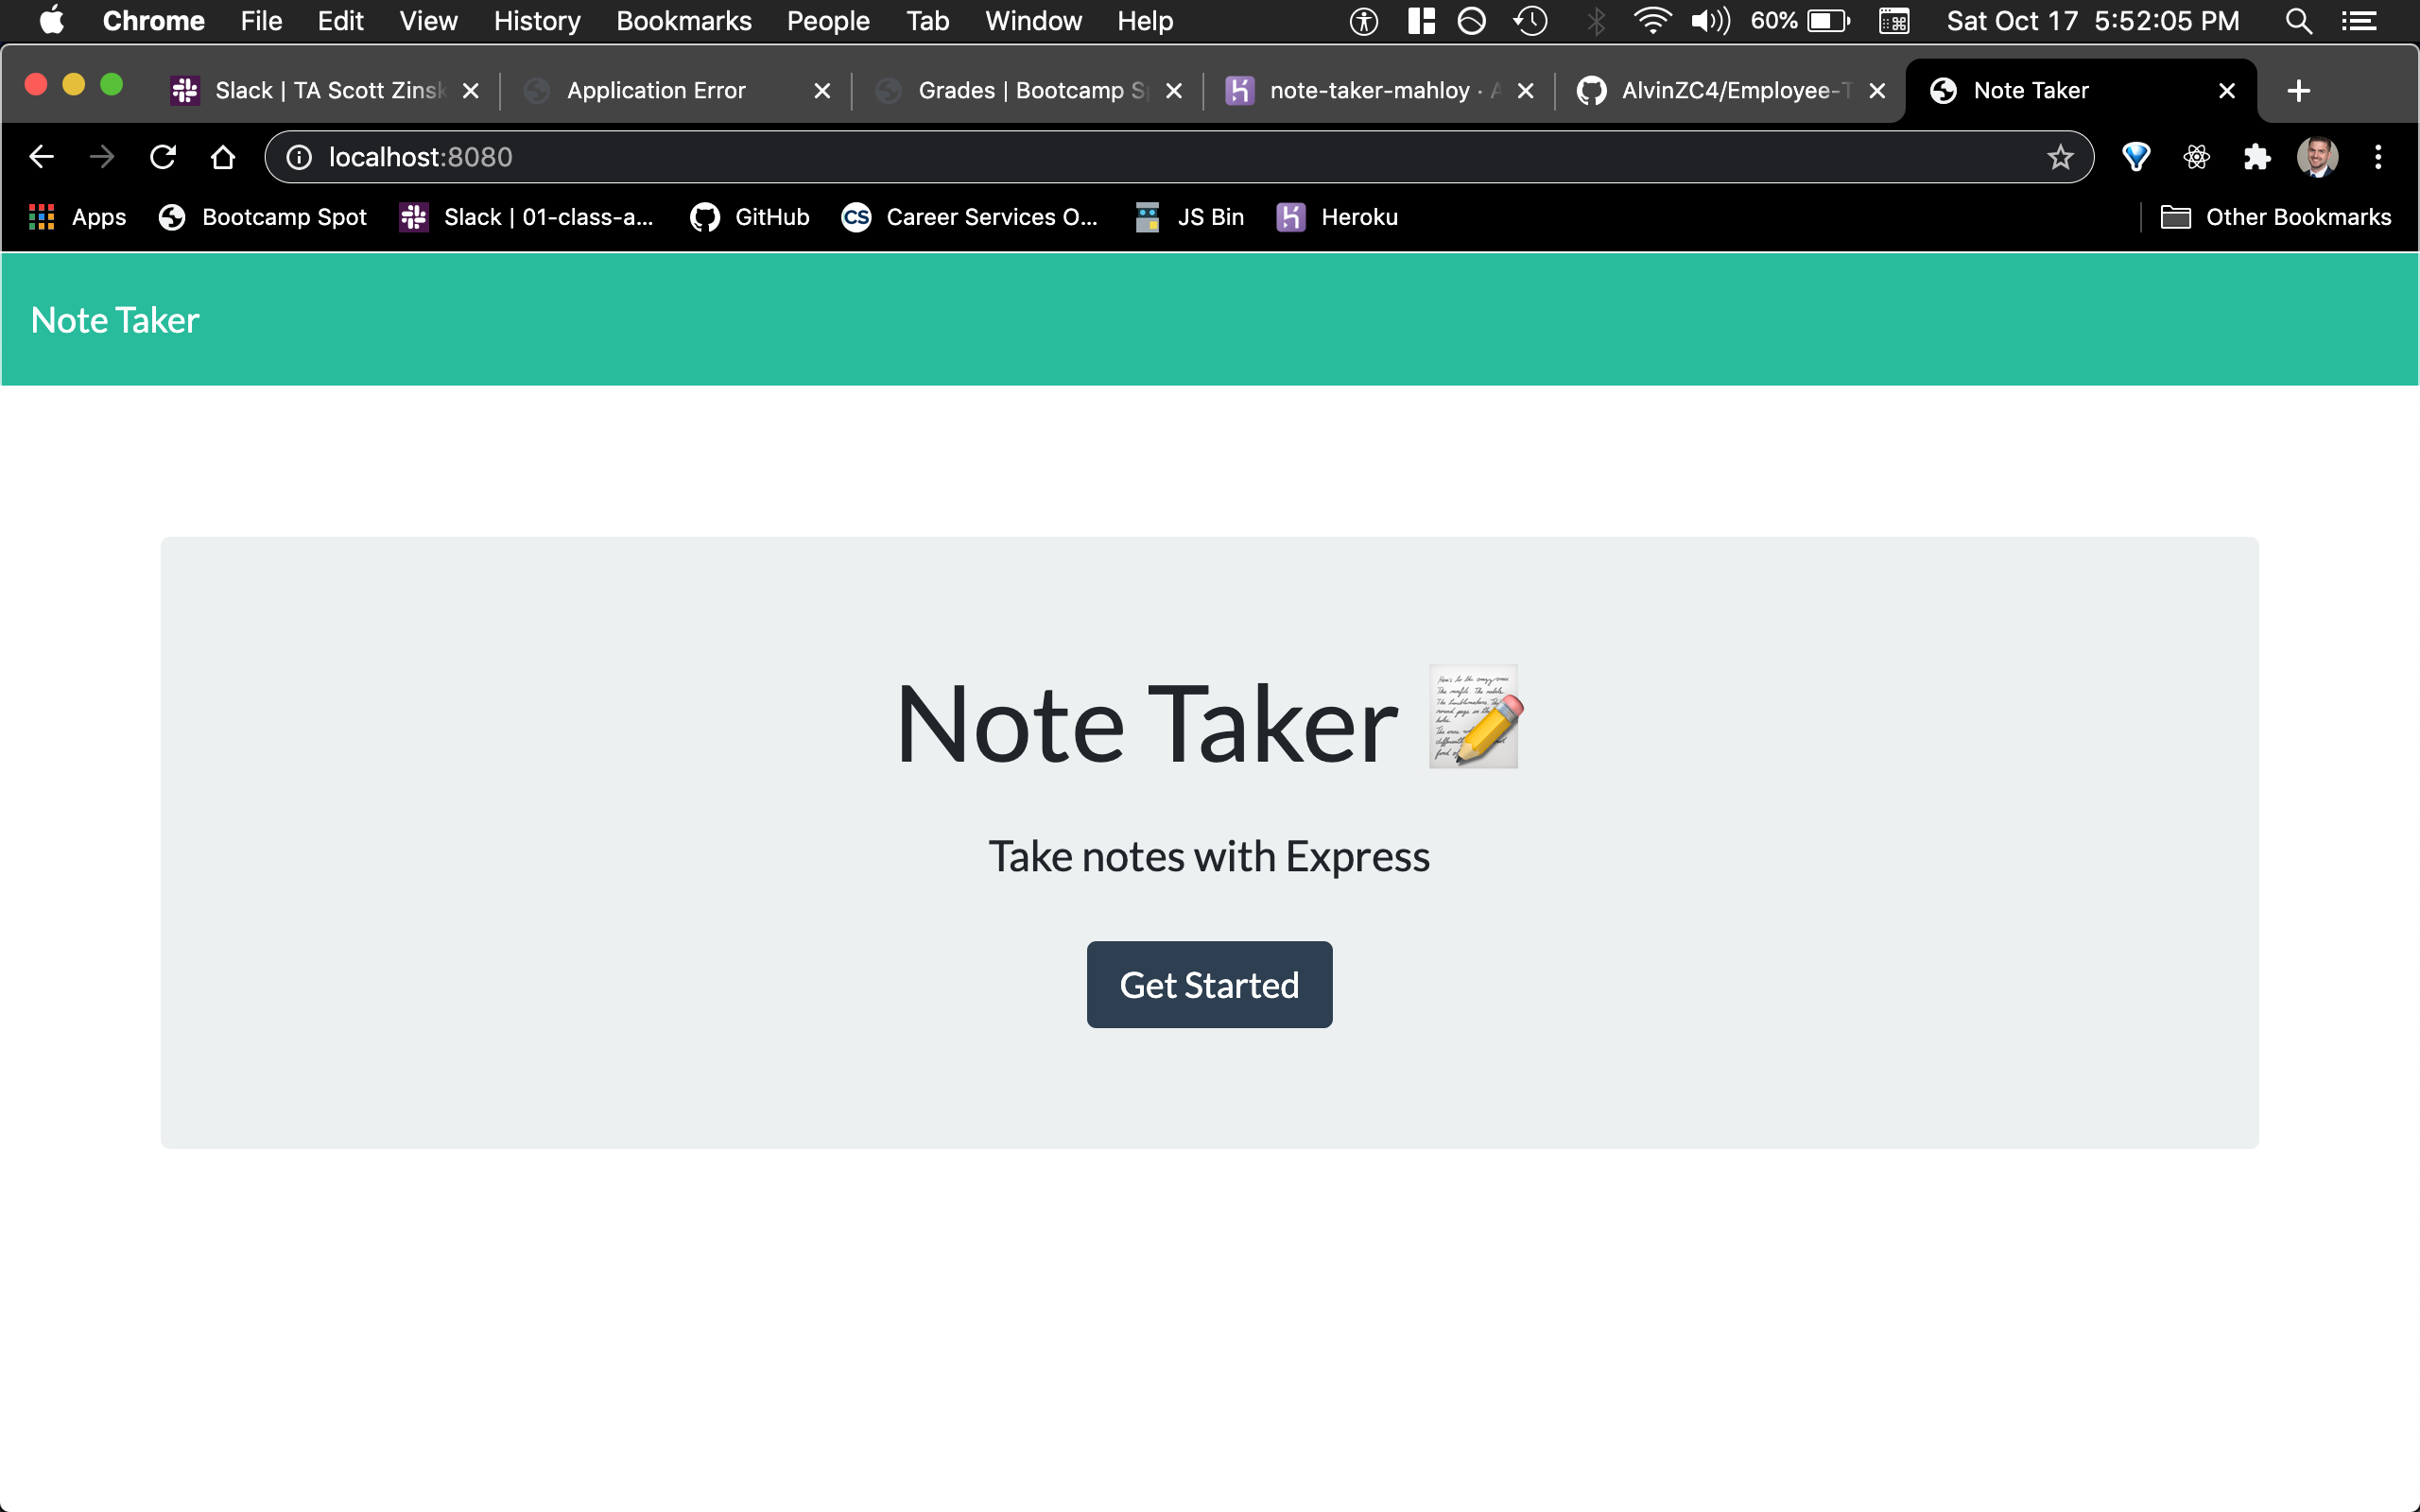 Chrome File Edit View History Bookmarks People Tab Window Help 60% Sat Oct 17 5:52:05 PM
Slack | TA Scott Zinsk Application Error Grades | Bootcamp S note-taker-mahloy · A AlvinZC4/Employee-T Note Taker
localhost:8080
Apps Bootcamp Spot Slack | 01-class-a... GitHub CS Career Services O... JS Bin Heroku Other Bookmarks
Note Taker
Note Taker
Take notes with Express
Get Started